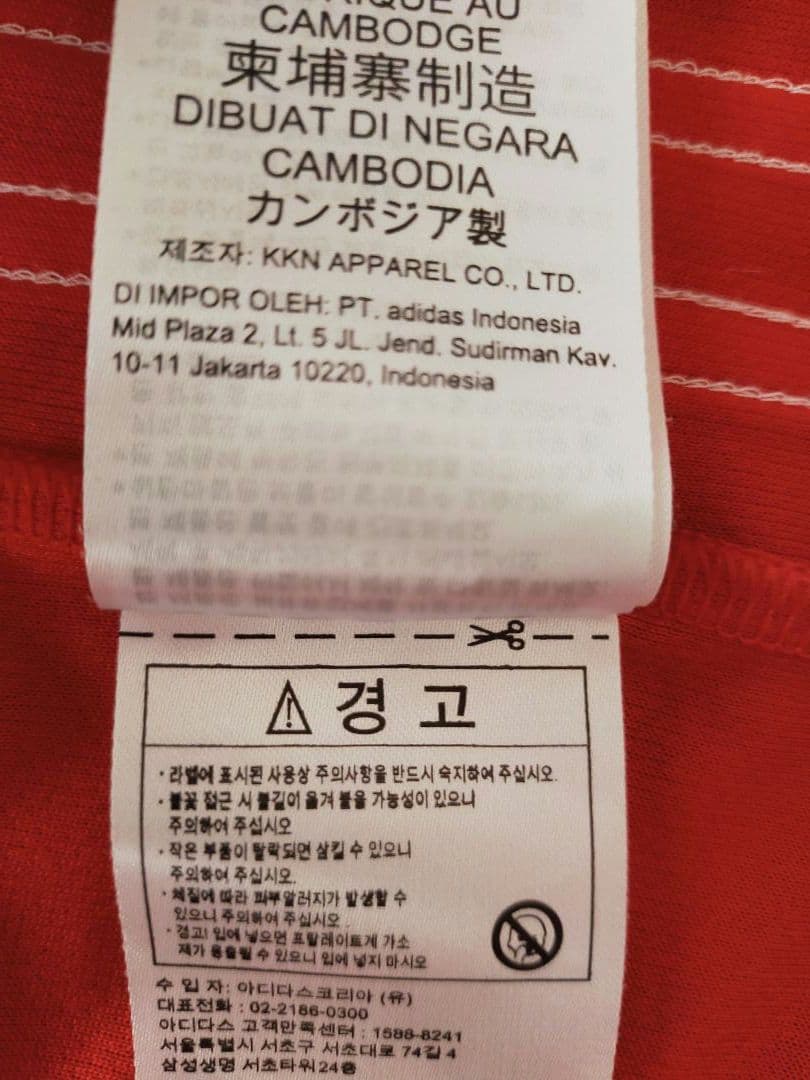 AU
CAMBODGE
柬埔寨制造
DIBUAT DI NEGARA
CAMBODIA
カンボジア製
제조자: KKN APPAREL CO., LTD.
DI IMPOR OLEH: PT. adidas Indonesia
Mid Plaza 2, Lt. 5 JL. Jend. Sudirman Kav.
10-11 Jakarta 10220, Indonesia
경고
· 라벨에 표시된 사용상 주의사항을 반드시 숙지하여 주십시오.
· 불꽃 접근 시 불길이 옮겨 붙을 가능성이 있으니
주의하여 주십시오
· 작은 부품이 탈락되면 삼킬 수 있으니
주의하여 주십시오.
· 체질에 따라 피부알러지가 발생할 수
있으니 주의하여 주십시오.
· 경고! 입에 넣으면 프탈레이트계 가소
제가 용출될 수 있으니 입에 넣지 마시오
수 입 자: 아디다스코리아 (유)
대표전화 : 02-2186-0300
아디다스 고객만족센터 : 1588-8241
서울특별시 서초구 서초대로 74길 4
삼성생명 서초타워24층